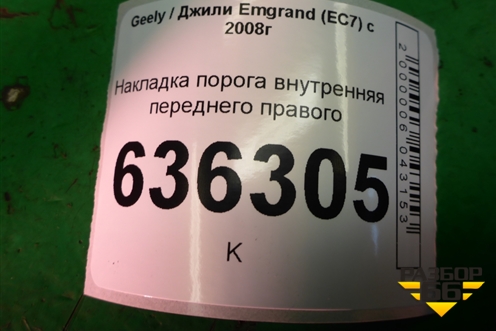 Geely / Джили Emgrand (EC7) с
2008г
Накладка порога внутренняя
переднего правого
636305
К
2000006043153
РАЗБОР
66